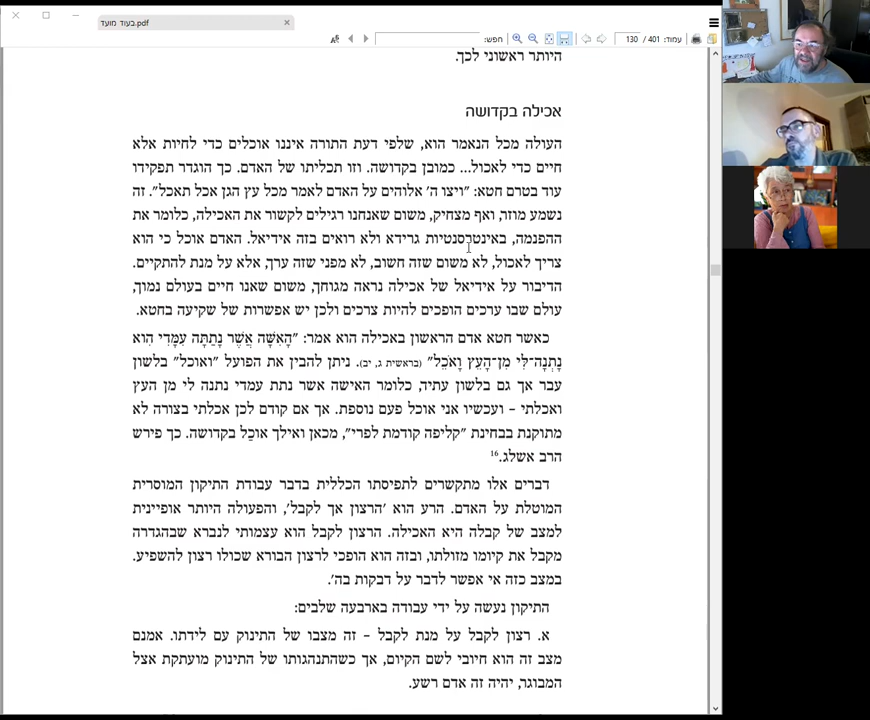 בעוד מועד.pdf
עמוד: 130 / 401
חיפוש:
היותר ראשוני לכך.
אכילה בקדושה
העולה מכל הנאמר הוא, שלפי דעת התורה איננו אוכלים כדי לחיות אלא
חיים כדי לאכול... כמובן בקדושה. וזו תכליתו של האדם. כך הוגדר תפקידו
עוד בטרם חטא: "ויצו ה' אלוהים על האדם לאמר מכל עץ הגן אכל תאכל". זה
נשמע מוזר, ואף מצחיק, משום שאנחנו רגילים לקשור את האכילה, כלומר את
ההפנמה, באינטרסנטיות גרידא ולא רואים בזה אידיאל. האדם אוכל כי הוא
צריך לאכול, לא משום שזה חשוב, לא מפני שזה ערך, אלא על מנת להתקיים.
הדיבור על אידיאל של אכילה נראה מגוחך, משום שאנו חיים בעולם נמוך,
עולם שבו ערכים הופכים להיות צרכים ולכן יש אפשרות של שקיעה בחטא.
כאשר חטא אדם הראשון באכילה הוא אמר: "הָאִשָּׁה אֲשֶׁר נָתַתָּה עִמָּדִי הִוא
נָתְנָה־לִּי מִן־הָעֵץ וָאֹכֵל" (בראשית ג, יב). ניתן להבין את הפועל "ואוכל" בלשון
עבר אך גם בלשון עתיד, כלומר האישה אשר נתת עמדי נתנה לי מן העץ
ואכלתי – ועכשיו אני אוכל פעם נוספת. אך אם קודם לכן אכלתי בצורה לא
מתוקנת בבחינת "קליפה קודמת לפרי", מכאן ואילך אוֹכַל בקדושה. כך פירש
הרב אשלג.16
דברים אלו מתקשרים לתפיסתו הכללית בדבר עבודת התיקון המוסרית
המוטלת על האדם. הרע הוא 'הרצון אך לקבל', והפעולה היותר אופיינית
למצב של קבלה היא האכילה. הרצון לקבל הוא עצמותי לנברא שבהגדרה
מקבל את קיומו מזולתו, ובזה הוא הופכי לרצון הבורא שכולו רצון להשפיע.
במצב כזה אי אפשר לדבר על דבקות בה'.
התיקון נעשה על ידי עבודה בארבעה שלבים:
א. רצון לקבל על מנת לקבל – זה מצבו של התינוק עם לידתו. אמנם
מצב זה הוא חיובי לשם הקיום, אך כשהתנהגותו של התינוק מועתקת אצל
המבוגר, יהיה זה אדם רשע.